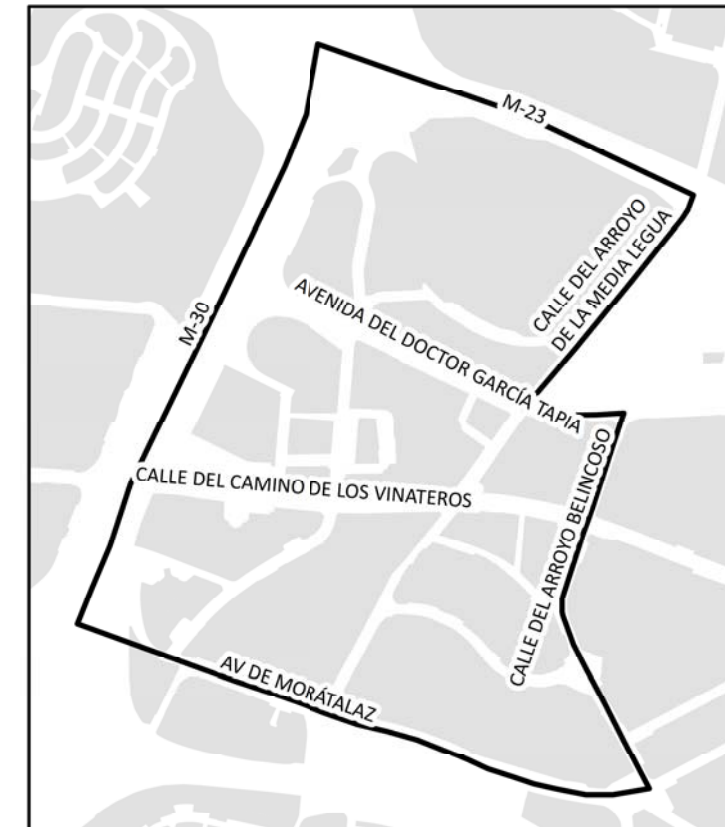 M-23
CALLE DEL ARROYO
DE LA MEDIA LEGUA
M-30
AVENIDA DEL DOCTOR GARCÍA TAPIA
CALLE DEL CAMINO DE LOS VINATEROS
CALLE DEL ARROYO BELINCOSO
AV DE MORÁTALAZ